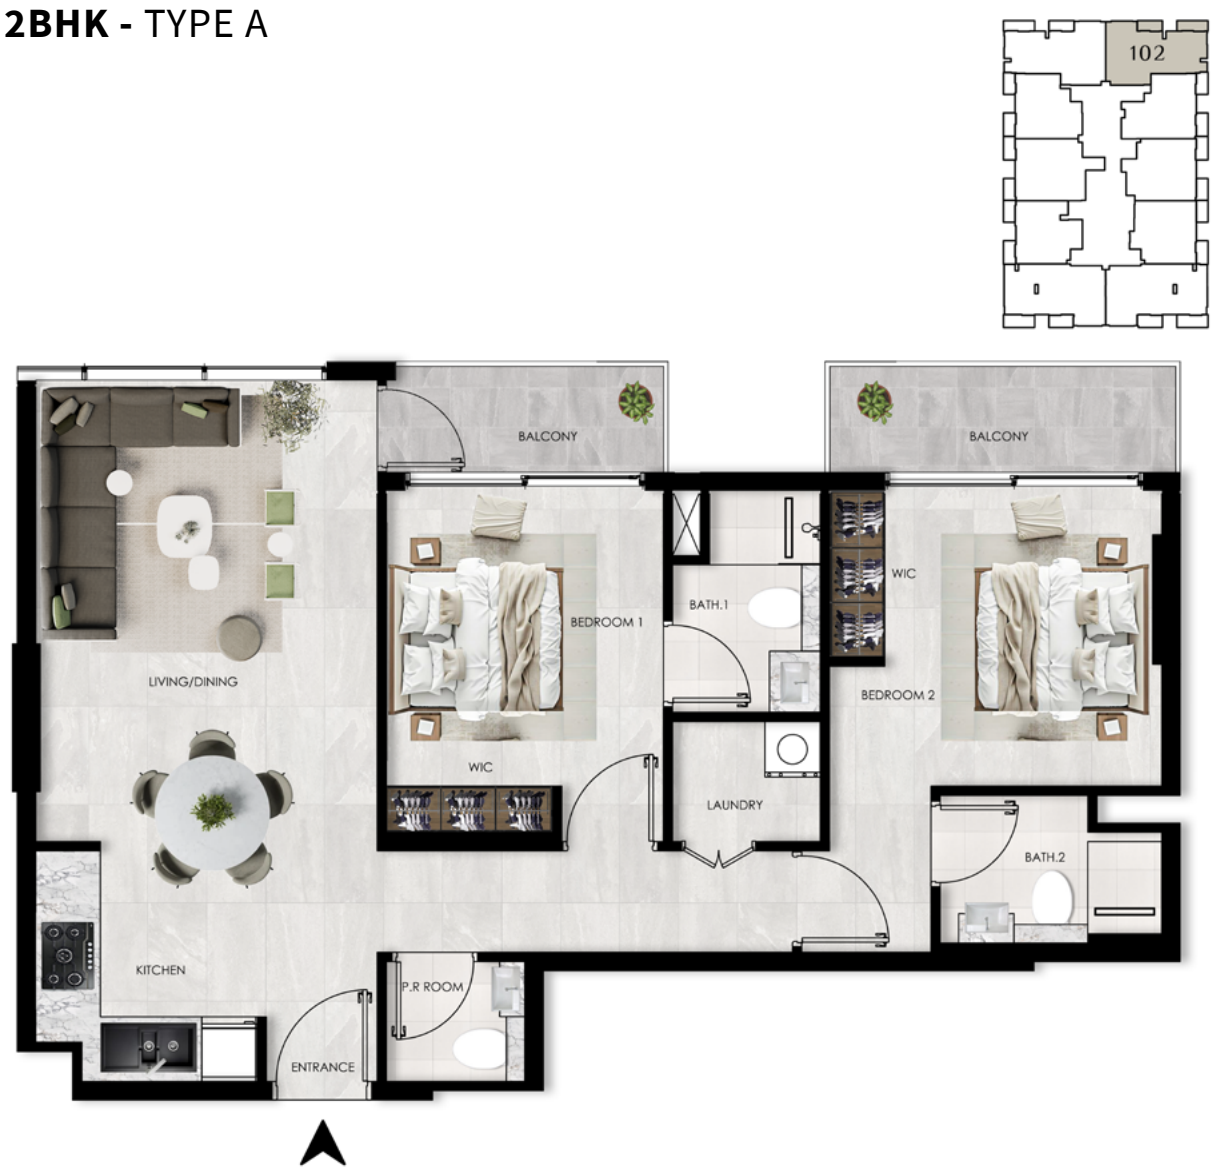 2BHK - TYPE A
102
BALCONY
BALCONY
WIC
BATH.1
BEDROOM 1
LIVING/DINING
BEDROOM 2
WIC
LAUNDRY
BATH.2
KITCHEN
P.R ROOM
ENTRANCE